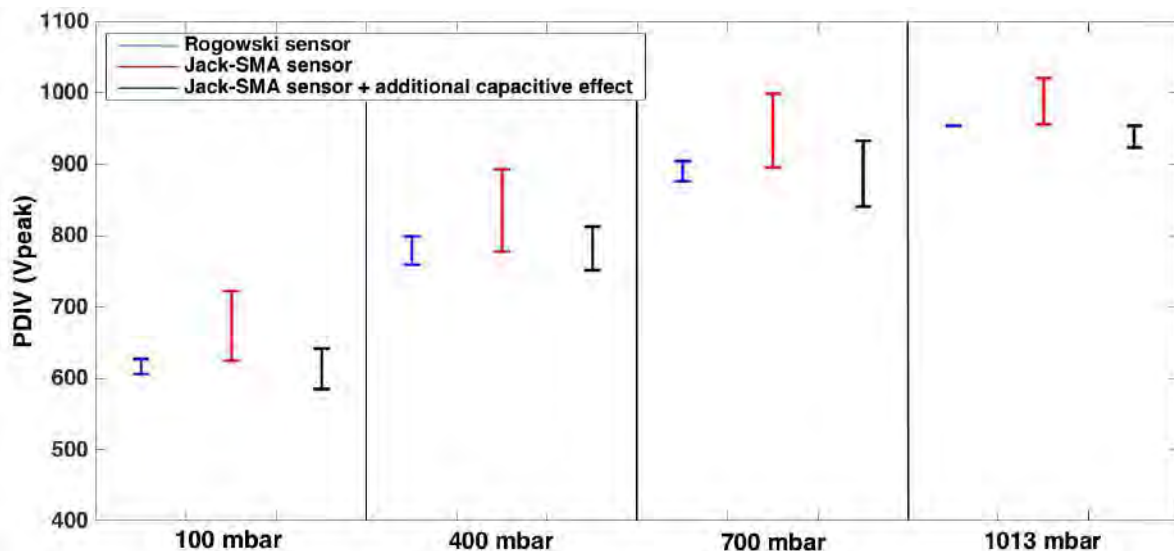 1100
1000
900
800
700
600
500
400
PDIV (Vpeak)
Rogowski sensor
Jack-SMA sensor
Jack-SMA sensor + additional capacitive effect
100 mbar
400 mbar
700 mbar
1013 mbar